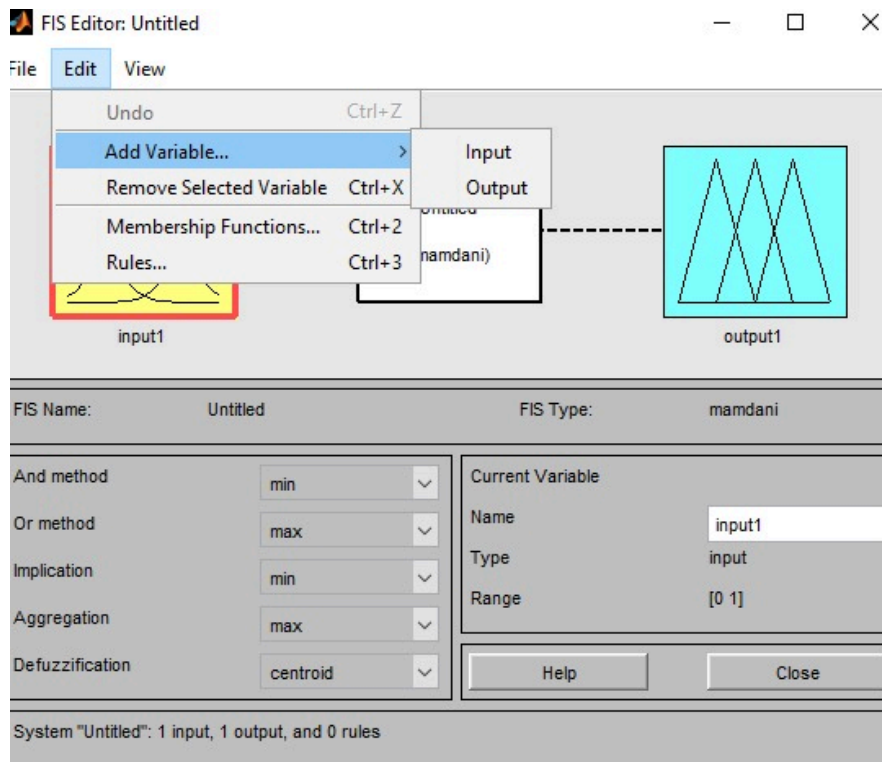 FIS Editor: Untitled
File Edit View
Undo Ctrl+Z
Add Variable... >
Input
Output
Remove Selected Variable Ctrl+X
Membership Functions... Ctrl+2
Rules... Ctrl+3
Untitled
(mamdani)
input1
output1
FIS Name: Untitled FIS Type: mamdani
And method min
Or method max
Implication min
Aggregation max
Defuzzification centroid
Current Variable
Name input1
Type input
Range [0 1]
Help Close
System "Untitled": 1 input, 1 output, and 0 rules